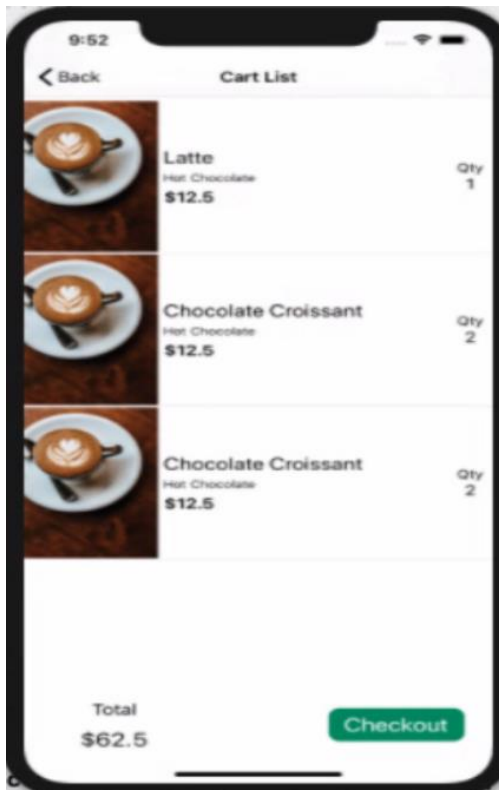 9:52
Back
Cart List
Latte
Hot Chocolate
$12.5
Qty
1
Chocolate Croissant
Hot Chocolate
$12.5
Qty
2
Chocolate Croissant
Hot Chocolate
$12.5
Qty
2
Total
$62.5
Checkout